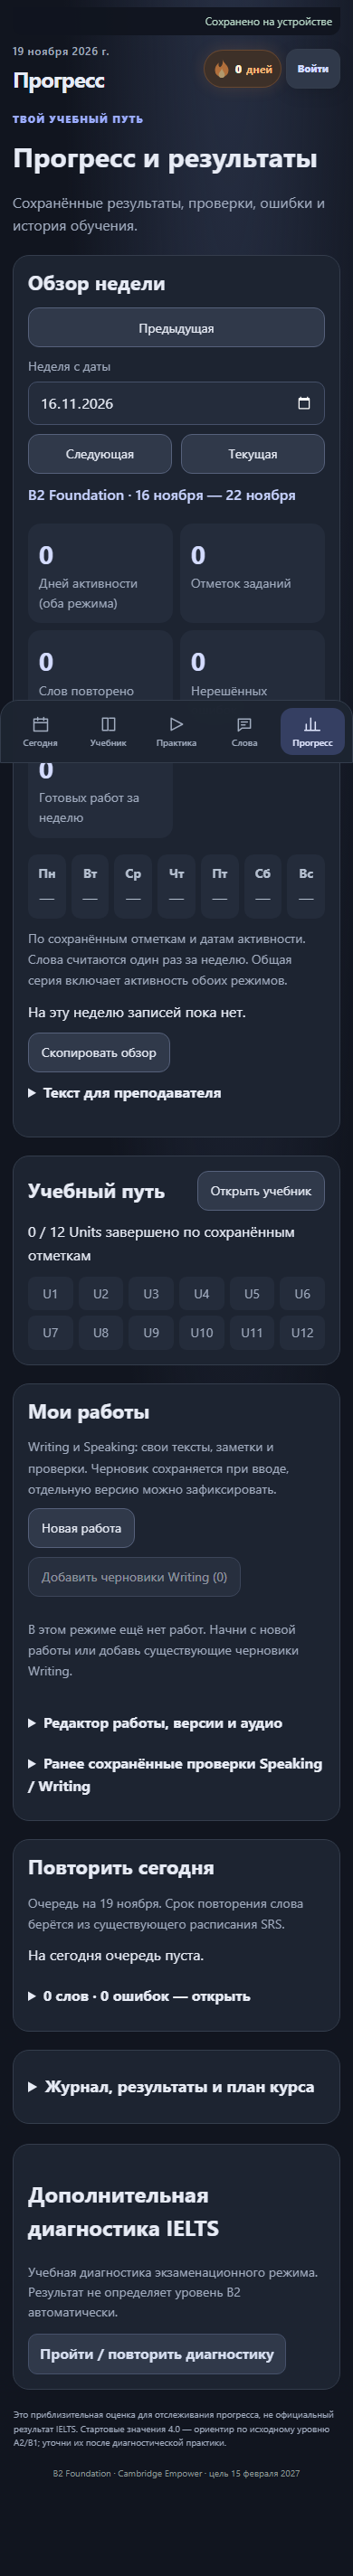 Сохранено на устройстве
19 ноября 2026 г.
Прогресс
0 дней
Войти
ТВОЙ УЧЕБНЫЙ ПУТЬ
Прогресс и результаты
Сохранённые результаты, проверки, ошибки и
история обучения.
Обзор недели
Предыдущая
Неделя с даты
16.11.2026
Следующая
Текущая
B2 Foundation · 16 ноября — 22 ноября
0
Дней активности
(оба режима)
0
Отметок заданий
0
Слов повторено
0
Нерешённых
Сегодня
Учебник
Практика
Слова
Прогресс
0
Готовых работ за
неделю
Пн
Вт
Ср
Чт
Пт
Сб
Вс
—
—
—
—
—
—
—
По сохранённым отметкам и датам активности.
Слова считаются один раз за неделю. Общая
серия включает активность обоих режимов.
На эту неделю записей пока нет.
Скопировать обзор
▶ Текст для преподавателя
Учебный путь
Открыть учебник
0 / 12 Units завершено по сохранённым
отметкам
U1
U2
U3
U4
U5
U6
U7
U8
U9
U10
U11
U12
Мои работы
Writing и Speaking: свои тексты, заметки и
проверки. Черновик сохраняется при вводе,
отдельную версию можно зафиксировать.
Новая работа
Добавить черновики Writing (0)
В этом режиме ещё нет работ. Начни с новой
работы или добавь существующие черновики
Writing.
▶ Редактор работы, версии и аудио
▶ Ранее сохранённые проверки Speaking
/ Writing
Повторить сегодня
Очередь на 19 ноября. Срок повторения слова
берётся из существующего расписания SRS.
На сегодня очередь пуста.
▶ 0 слов · 0 ошибок — открыть
▶ Журнал, результаты и план курса
Дополнительная
диагностика IELTS
Учебная диагностика экзаменационного режима.
Результат не определяет уровень B2
автоматически.
Пройти / повторить диагностику
Это приблизительная оценка для отслеживания прогресса, не официальный
результат IELTS. Стартовые значения 4.0 — ориентир по исходному уровню
A2/B1; уточни их после диагностической практики.
B2 Foundation · Cambridge Empower · цель 15 февраля 2027